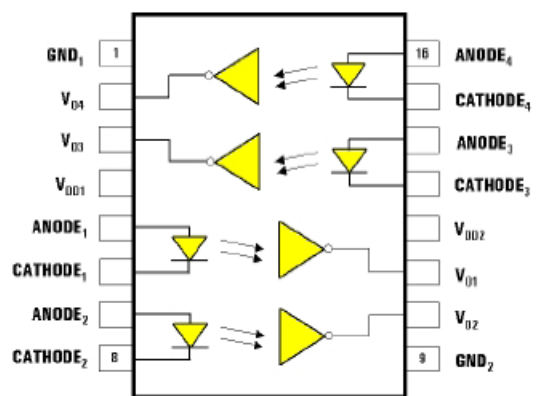 GND1 1
VO4
VO3
VDD1
ANODE1
CATHODE1
ANODE2
CATHODE2 8
16 ANODE4
CATHODE4
ANODE3
CATHODE3
VDD2
VO1
VO2
9 GND2